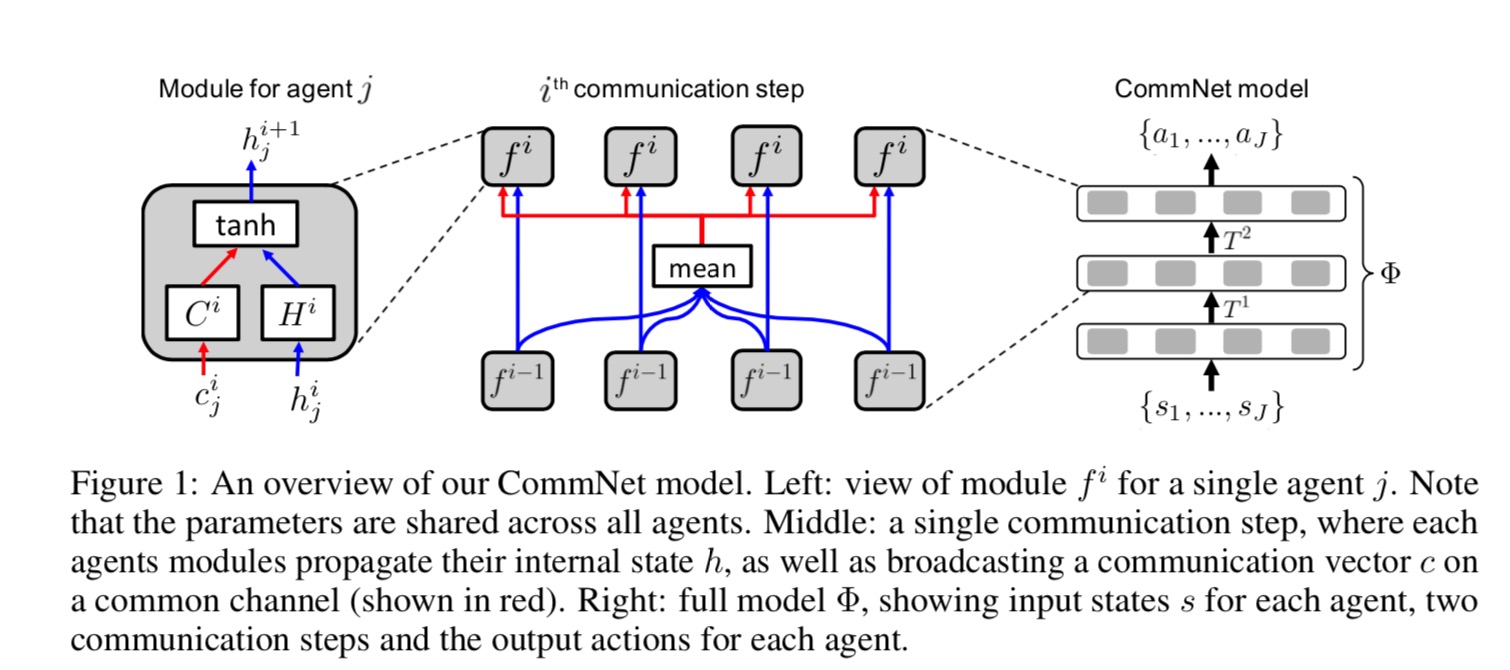 Module for agent j
i^th communication step
CommNet model
h_j^{i+1}
tanh
C^i
H^i
c_j^i
h_j^i
f^i
f^i
f^i
f^i
mean
f^{i-1}
f^{i-1}
f^{i-1}
f^{i-1}
{a_1, ..., a_J}
T^2
T^1
Φ
{s_1, ..., s_J}
Figure 1: An overview of our CommNet model. Left: view of module f^i for a single agent j. Note
that the parameters are shared across all agents. Middle: a single communication step, where each
agents modules propagate their internal state h, as well as broadcasting a communication vector c on
a common channel (shown in red). Right: full model Φ, showing input states s for each agent, two
communication steps and the output actions for each agent.